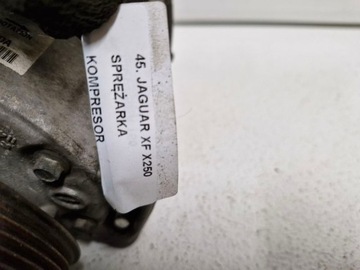 45. JAGUAR XF X250
SPRĘŻARKA
KOMPRESOR